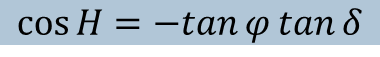 cos H = −tan φ tan δ